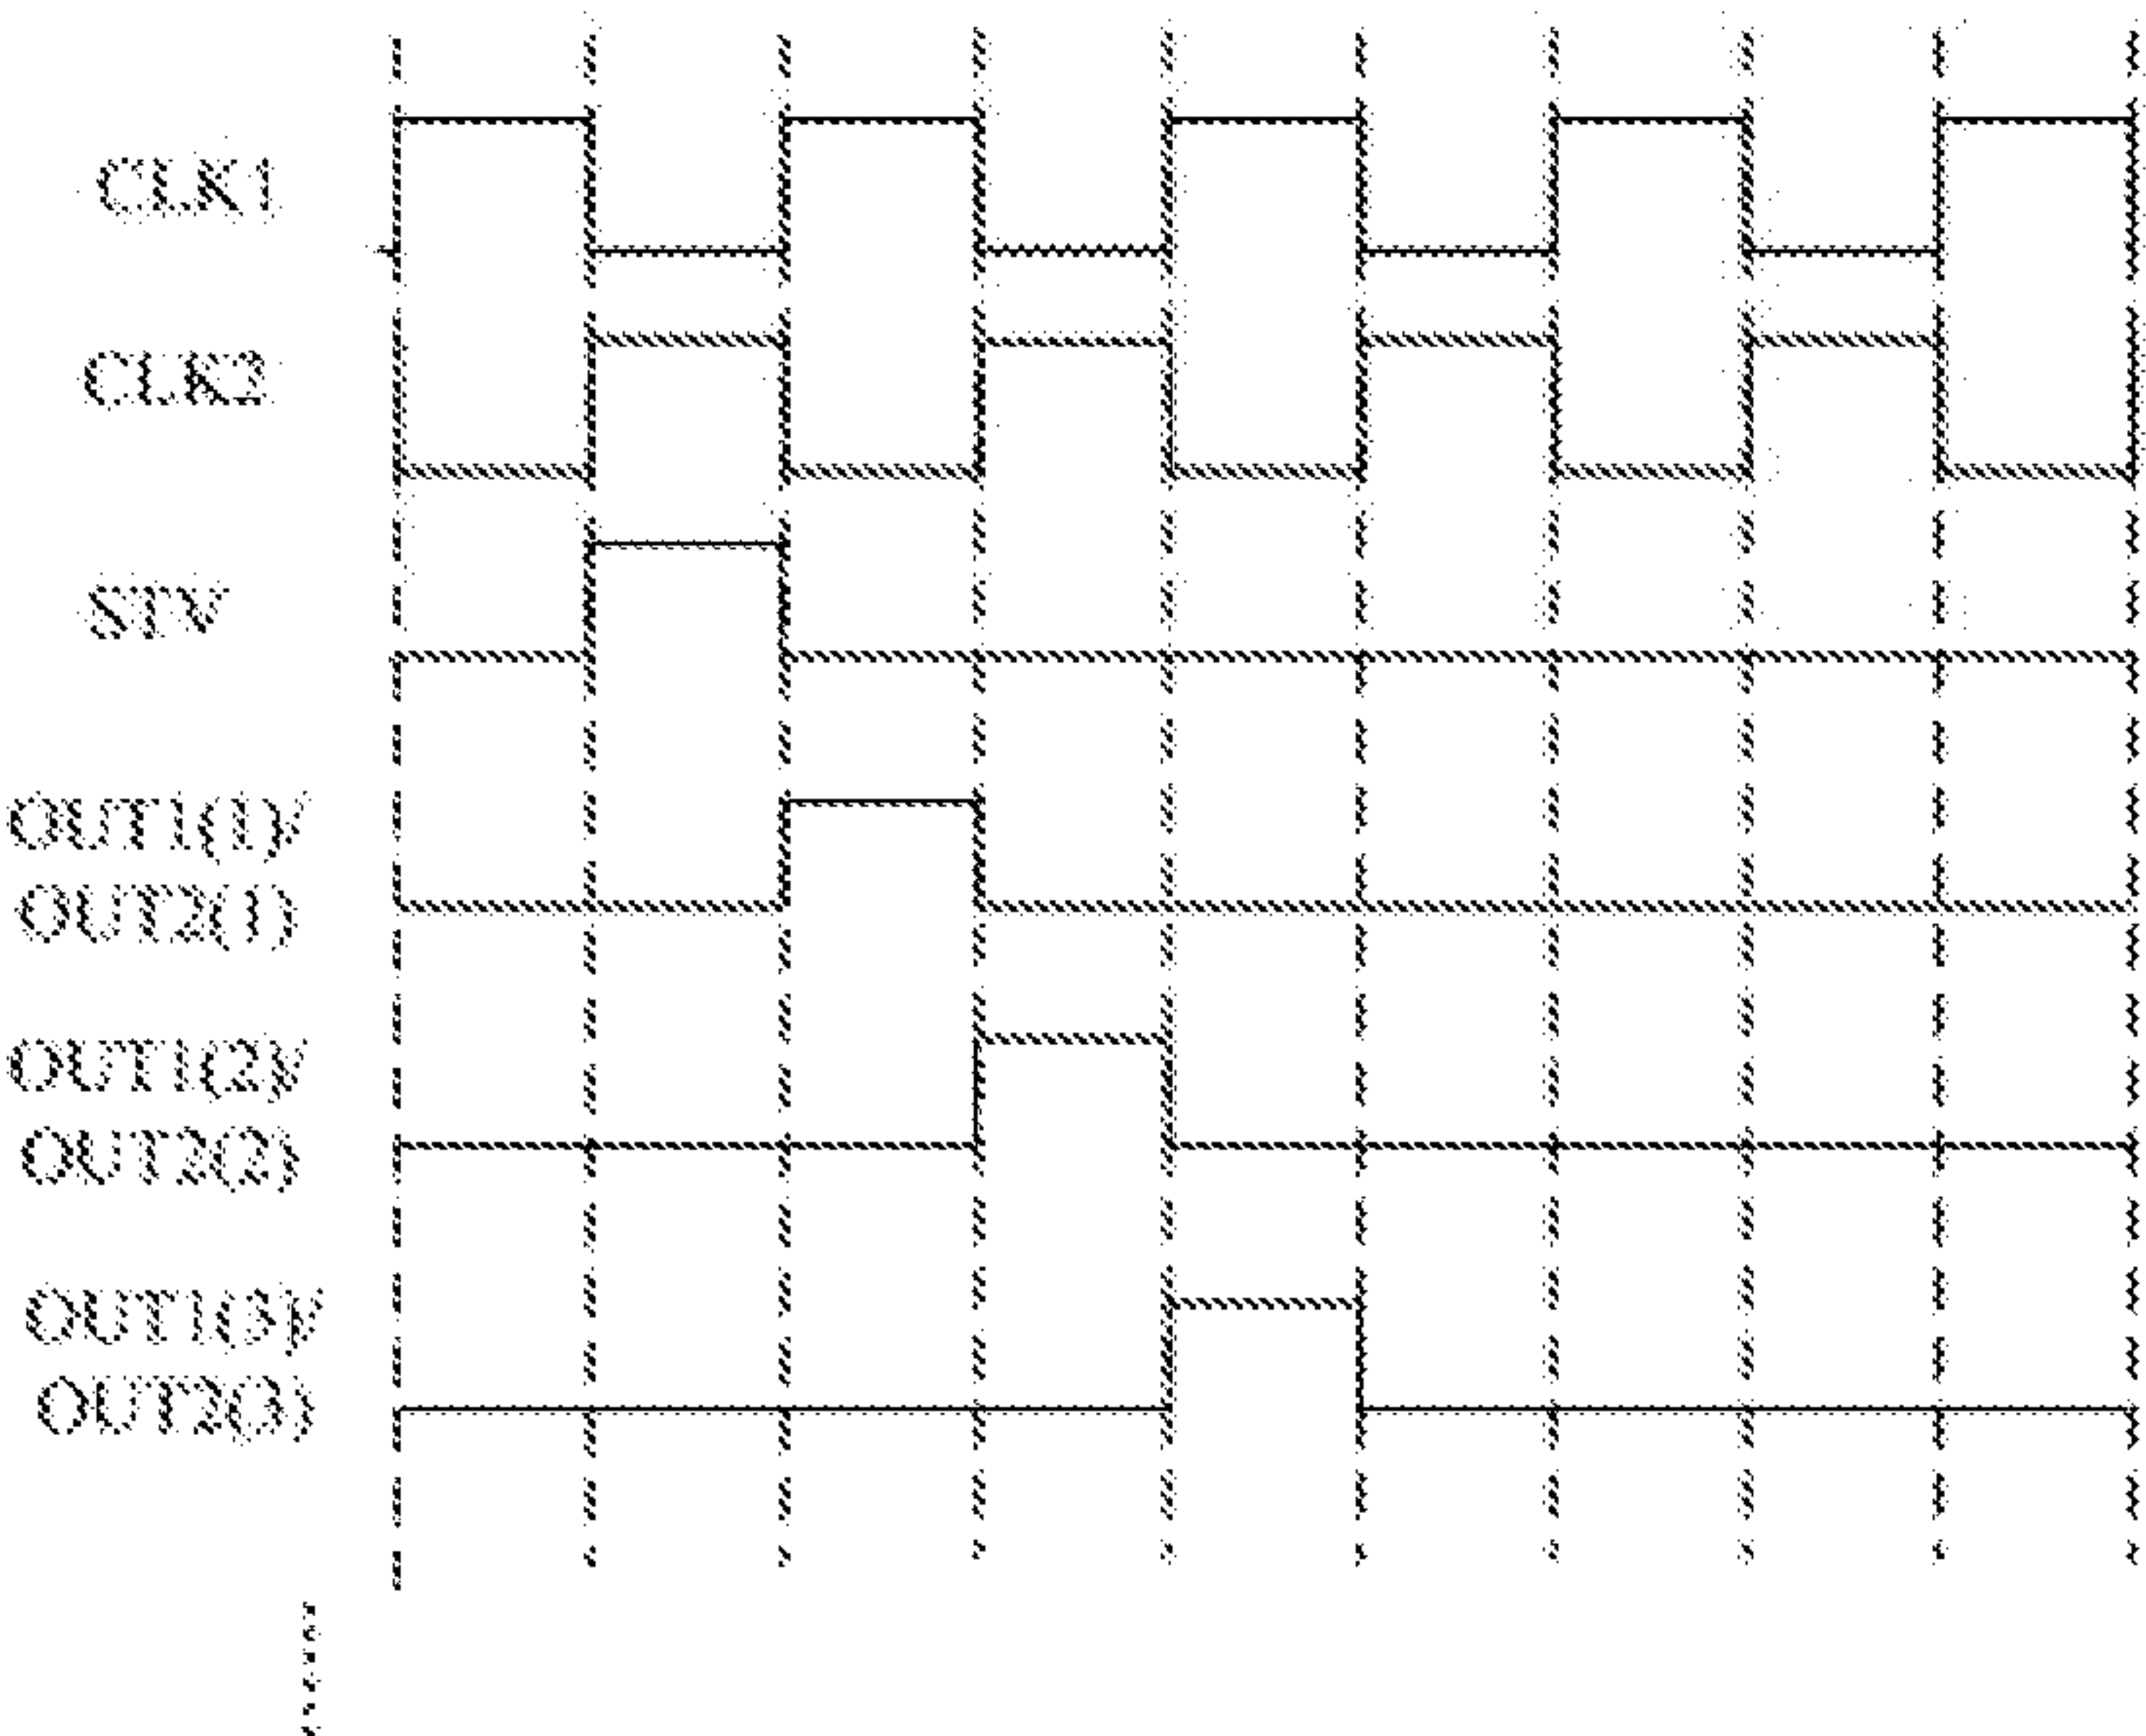 CLK1
CLK2
STV
OUT1(1)/
OUT2(1)
OUT1(2)/
OUT2(2)
OUT1(3)/
OUT2(3)